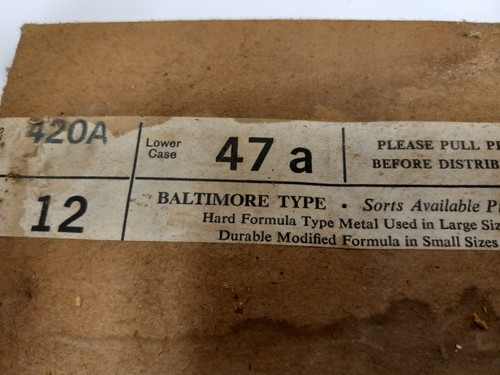 420A
Lower
Case
47 a
PLEASE PULL
BEFORE DISTRIB
12
BALTIMORE TYPE • Sorts Available
Hard Formula Type Metal Used in Large Siz
Durable Modified Formula in Small Sizes